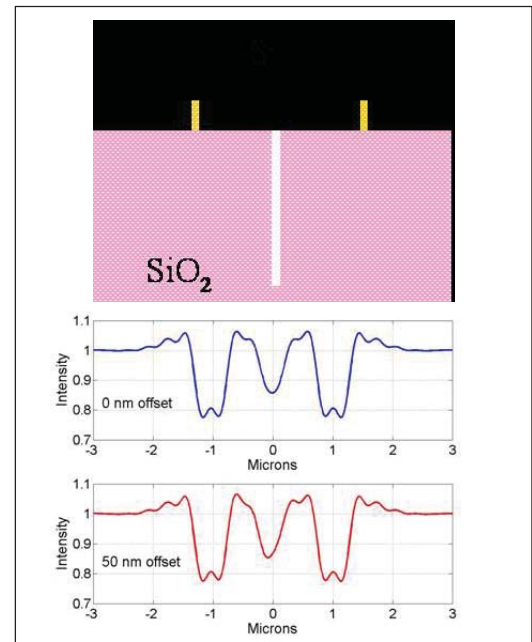 SiO₂
1.1
1
0.9
0.8
0.7
Intensity
0 nm offset
-3 -2 -1 0 1 2 3
Microns
1.1
1
0.9
0.8
0.7
Intensity
50 nm offset
-3 -2 -1 0 1 2 3
Microns